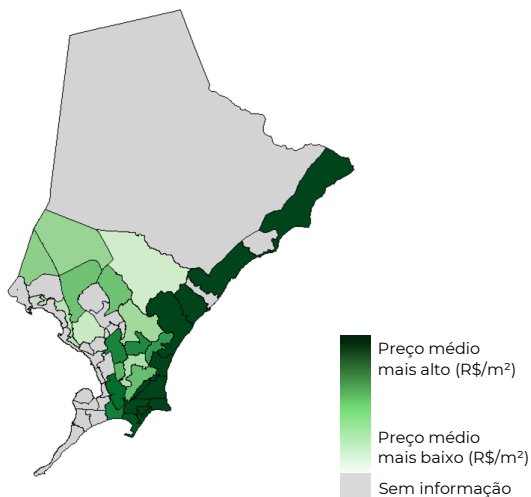 Preço médio
mais alto (R$/m²)
Preço médio
mais baixo (R$/m²)
Sem informação